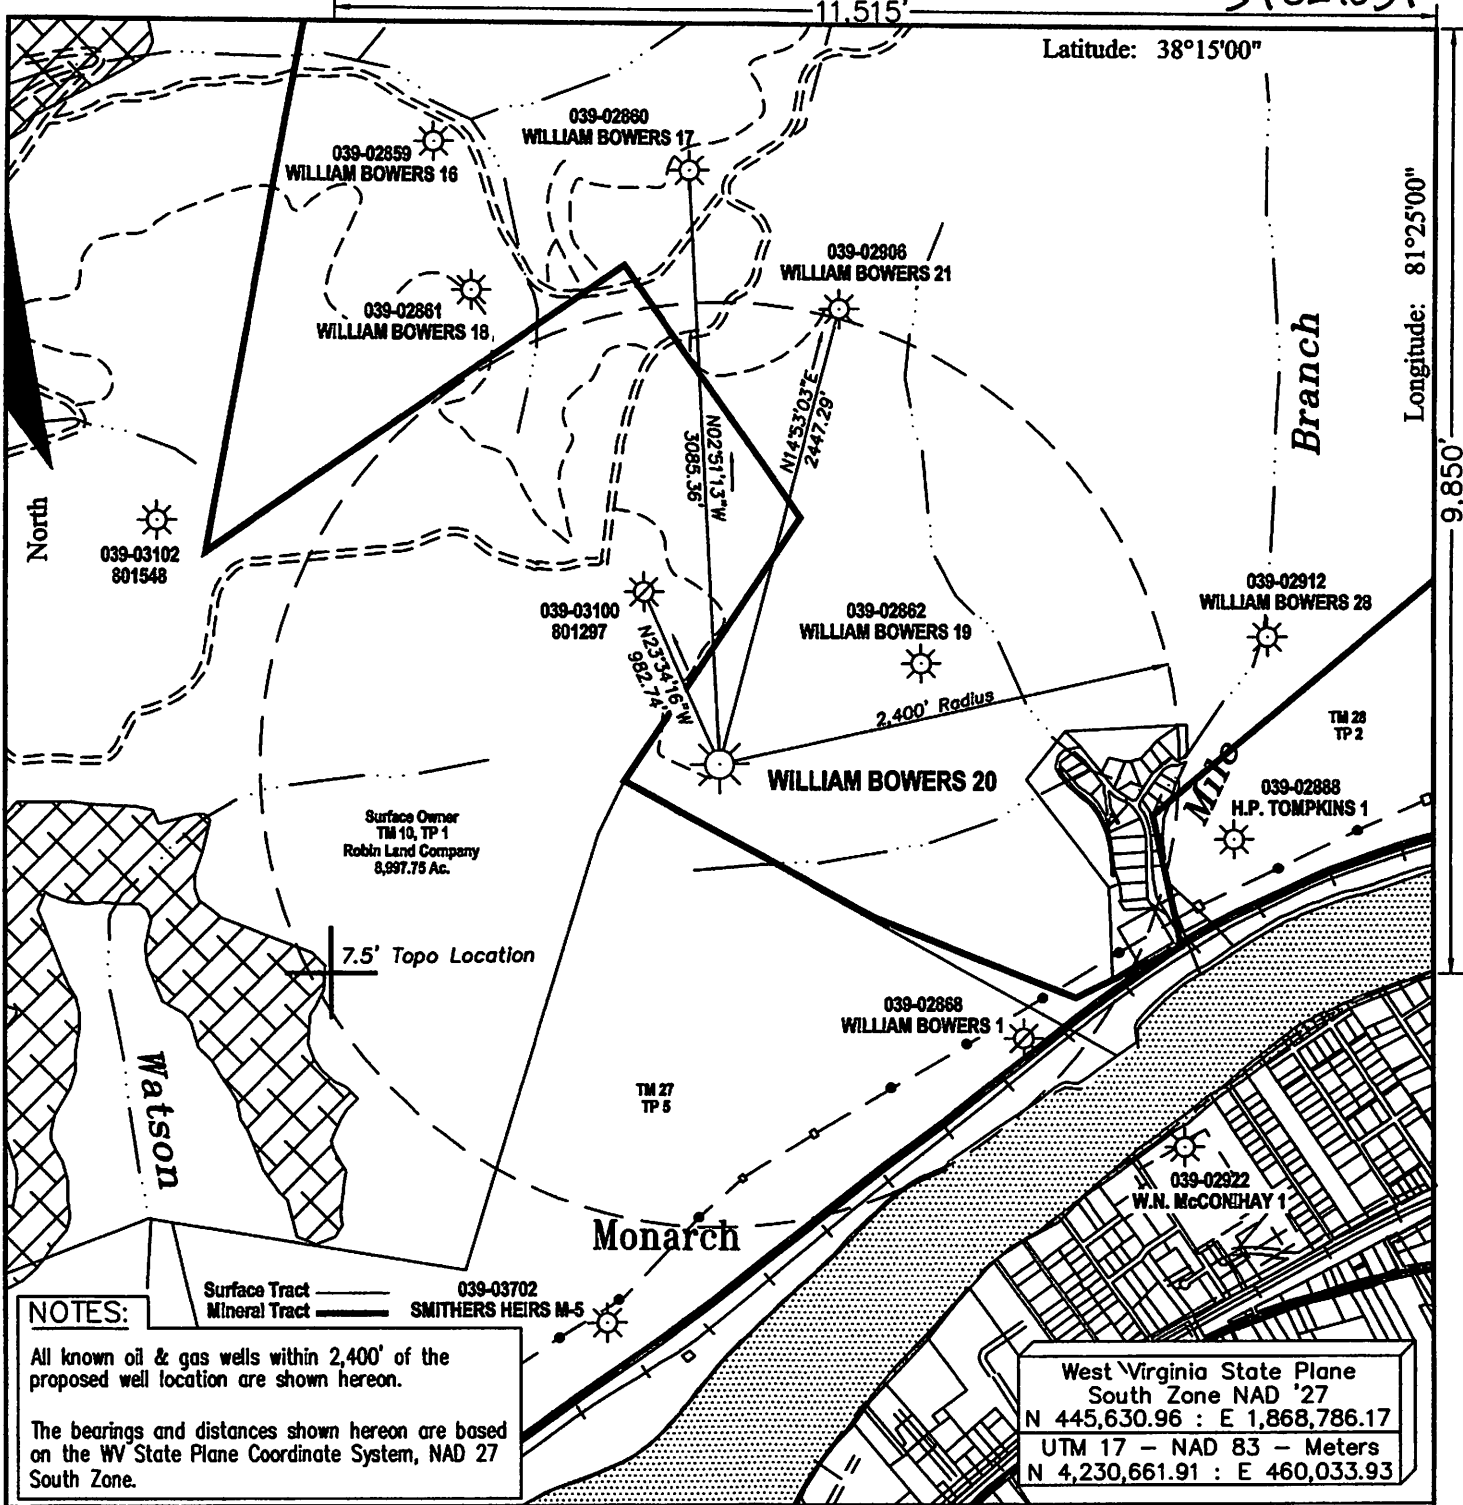 11.515'
Latitude: 38°15'00"
039-02860
WILLIAM BOWERS 17
039-02859
WILLIAM BOWERS 16
Longitude: 81°25'00"
039-02906
WILLIAM BOWERS 21
039-02861
WILLIAM BOWERS 18
Branch
N14°53'03"E
2447.29'
N02°51'13"W
3085.36'
9.850'
North
039-03102
801548
039-03100
801297
039-02862
WILLIAM BOWERS 19
039-02912
WILLIAM BOWERS 28
N23°34'16"W
982.74'
2,400' Radius
TM 28
TP 2
WILLIAM BOWERS 20
Mile
039-02888
H.P. TOMPKINS 1
Surface Owner
TM 10, TP 1
Robin Land Company
8,997.75 Ac.
7.5' Topo Location
039-02868
WILLIAM BOWERS 1
Watson
TM 27
TP 5
039-02922
W.N. McCONIHAY 1
Monarch
Surface Tract
Mineral Tract
039-03702
SMITHERS HEIRS M-5
NOTES:
All known oil & gas wells within 2,400' of the
proposed well location are shown hereon.
The bearings and distances shown hereon are based
on the WV State Plane Coordinate System, NAD 27
South Zone.
West Virginia State Plane
South Zone NAD '27
N 445,630.96 : E 1,868,786.17
UTM 17 - NAD 83 - Meters
N 4,230,661.91 : E 460,033.93